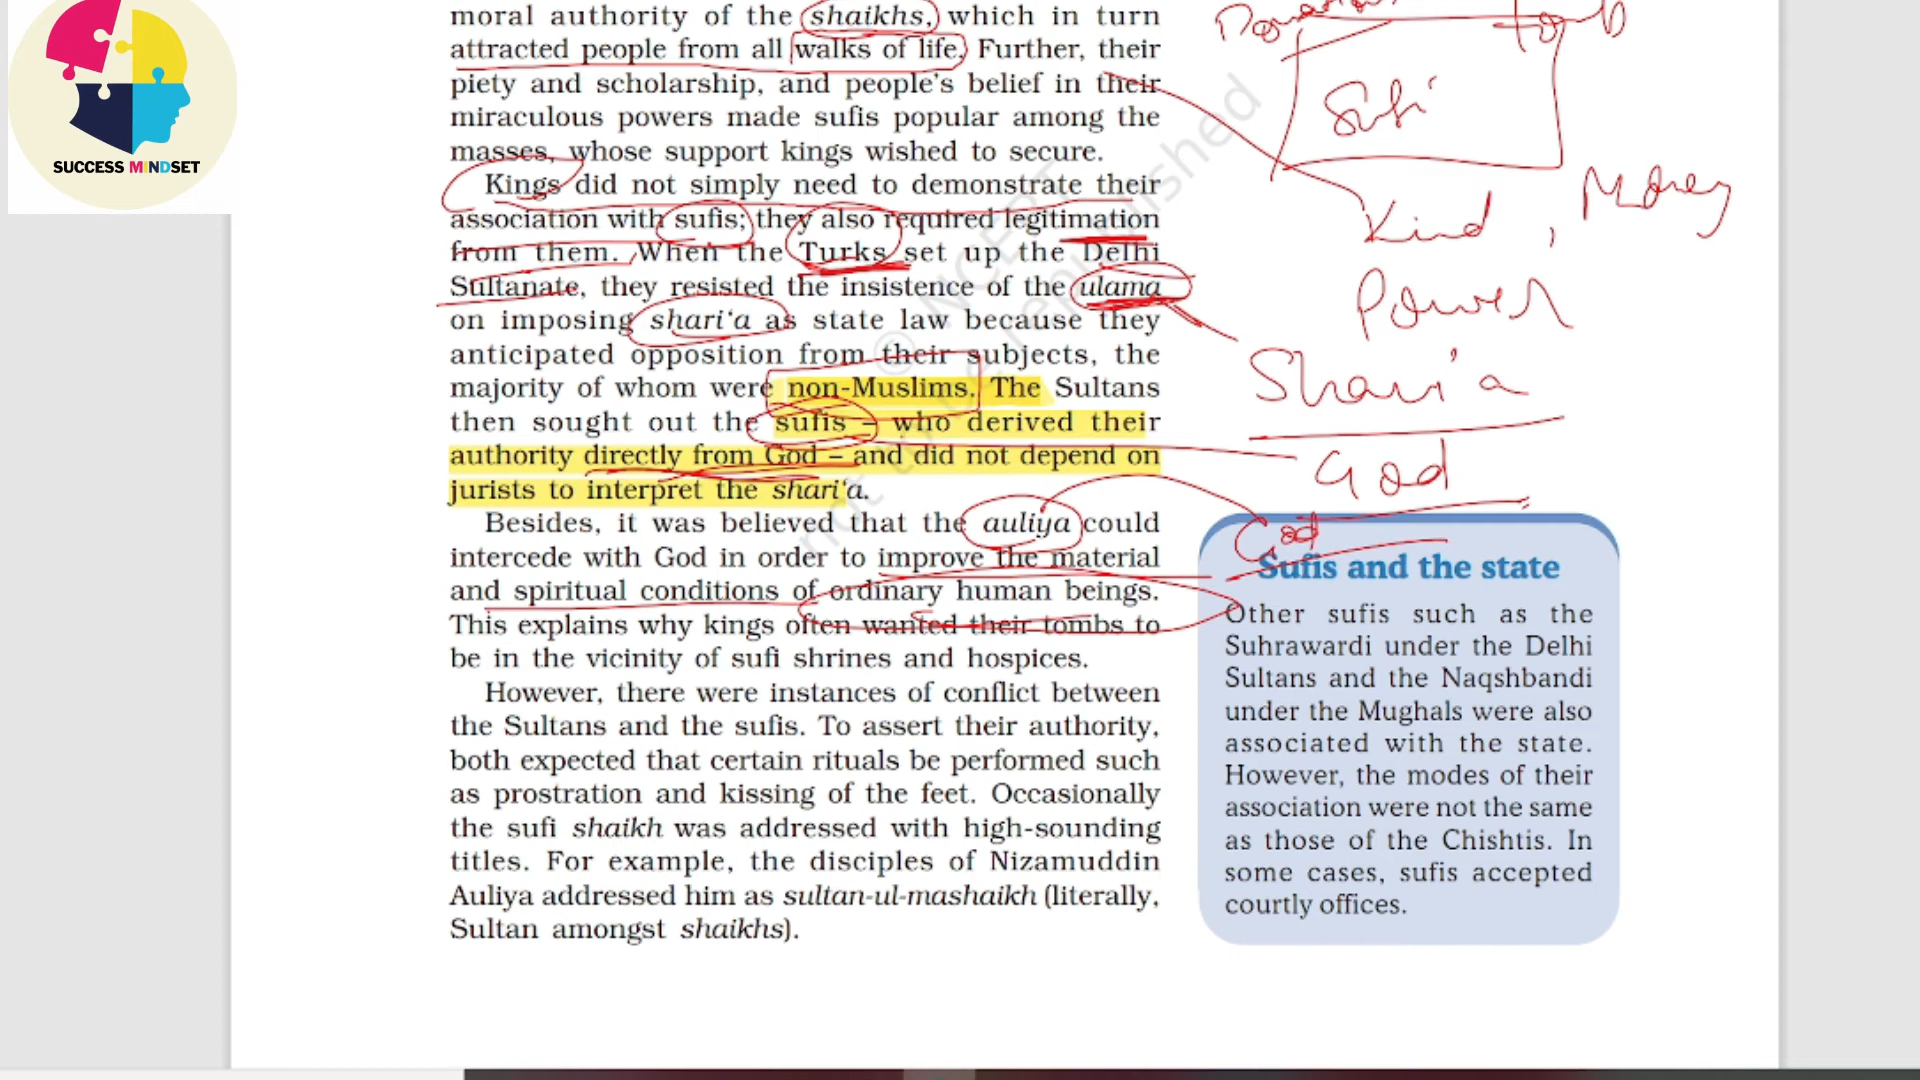 SUCCESS MINDSET
moral authority of the shaikhs, which in turn
attracted people from all walks of life. Further, their
piety and scholarship, and people's belief in their
miraculous powers made sufis popular among the
masses, whose support kings wished to secure.
Kings did not simply need to demonstrate their
association with sufis; they also required legitimation
from them. When the Turks set up the Delhi
Sultanate, they resisted the insistence of the ulama
on imposing shari‘a as state law because they
anticipated opposition from their subjects, the
majority of whom were non-Muslims. The Sultans
then sought out the sufis – who derived their
authority directly from God – and did not depend on
jurists to interpret the shari‘a.
Besides, it was believed that the auliya could
intercede with God in order to improve the material
and spiritual conditions of ordinary human beings.
This explains why kings often wanted their tombs to
be in the vicinity of sufi shrines and hospices.
However, there were instances of conflict between
the Sultans and the sufis. To assert their authority,
both expected that certain rituals be performed such
as prostration and kissing of the feet. Occasionally
the sufi shaikh was addressed with high-sounding
titles. For example, the disciples of Nizamuddin
Auliya addressed him as sultan-ul-mashaikh (literally,
Sultan amongst shaikhs).
© NCERT
not to be republished
Tomb
Sufi
Kind , Money
Power
Shari'a
God
God
Sufis and the state
Other sufis such as the
Suhrawardi under the Delhi
Sultans and the Naqshbandi
under the Mughals were also
associated with the state.
However, the modes of their
association were not the same
as those of the Chishtis. In
some cases, sufis accepted
courtly offices.